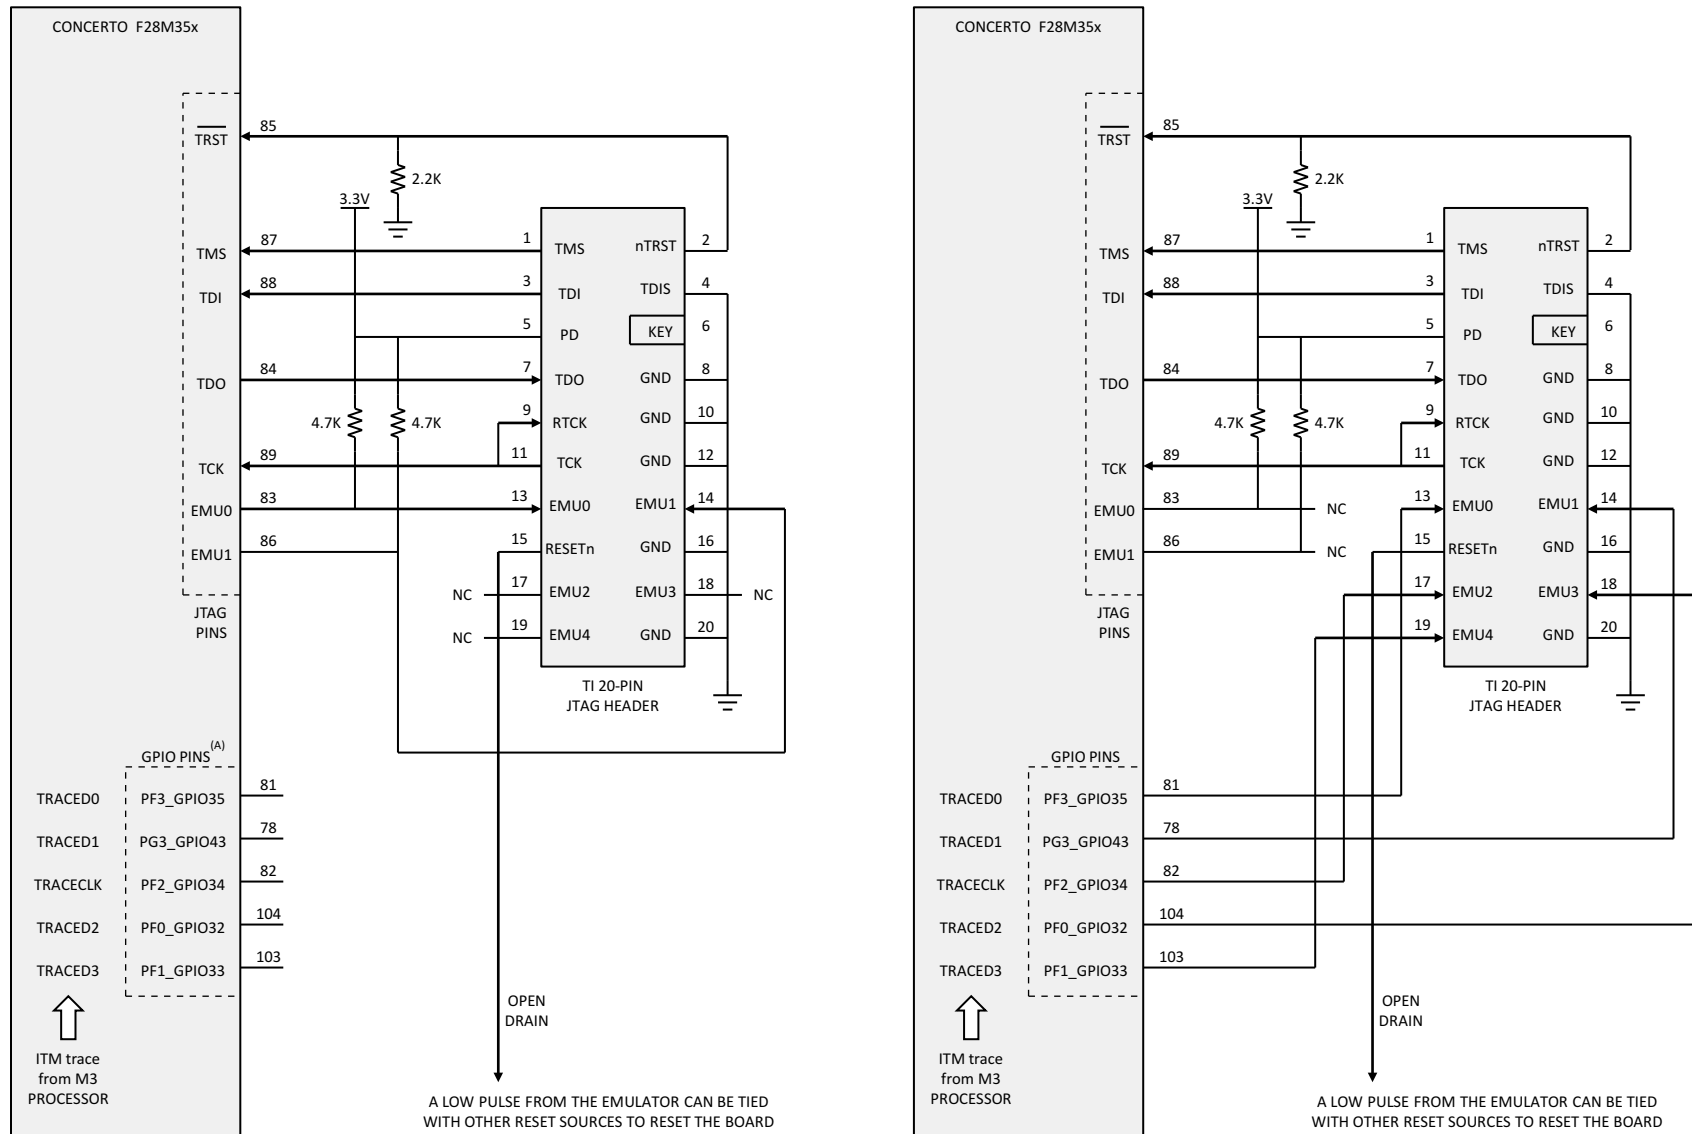 CONCERTO F28M35x
85
TRST
2.2K
3.3V
87
1
TMS
TMS
nTRST
2
88
3
TDI
TDI
TDIS
4
5
PD
KEY
6
84
7
TDO
TDO
GND
8
4.7K
4.7K
9
RTCK
GND
10
89
11
TCK
TCK
GND
12
83
13
EMU0
EMU0
EMU1
14
86
15
EMU1
RESETn
GND
16
NC
17
EMU2
EMU3
18
NC
NC
19
EMU4
GND
20
JTAG
PINS
TI 20-PIN
JTAG HEADER
GPIO PINS(A)
TRACED0
PF3_GPIO35
81
TRACED1
PG3_GPIO43
78
TRACECLK
PF2_GPIO34
82
TRACED2
PF0_GPIO32
104
TRACED3
PF1_GPIO33
103
OPEN
DRAIN
ITM trace
from M3
PROCESSOR
A LOW PULSE FROM THE EMULATOR CAN BE TIED
WITH OTHER RESET SOURCES TO RESET THE BOARD
CONCERTO F28M35x
85
TRST
2.2K
3.3V
87
1
TMS
TMS
nTRST
2
88
3
TDI
TDI
TDIS
4
5
PD
KEY
6
84
7
TDO
TDO
GND
8
4.7K
4.7K
9
RTCK
GND
10
89
11
TCK
TCK
GND
12
83
NC
13
EMU0
EMU0
EMU1
14
86
NC
15
EMU1
RESETn
GND
16
17
EMU2
EMU3
18
19
EMU4
GND
20
JTAG
PINS
TI 20-PIN
JTAG HEADER
GPIO PINS
TRACED0
PF3_GPIO35
81
TRACED1
PG3_GPIO43
78
TRACECLK
PF2_GPIO34
82
TRACED2
PF0_GPIO32
104
TRACED3
PF1_GPIO33
103
OPEN
DRAIN
ITM trace
from M3
PROCESSOR
A LOW PULSE FROM THE EMULATOR CAN BE TIED
WITH OTHER RESET SOURCES TO RESET THE BOARD